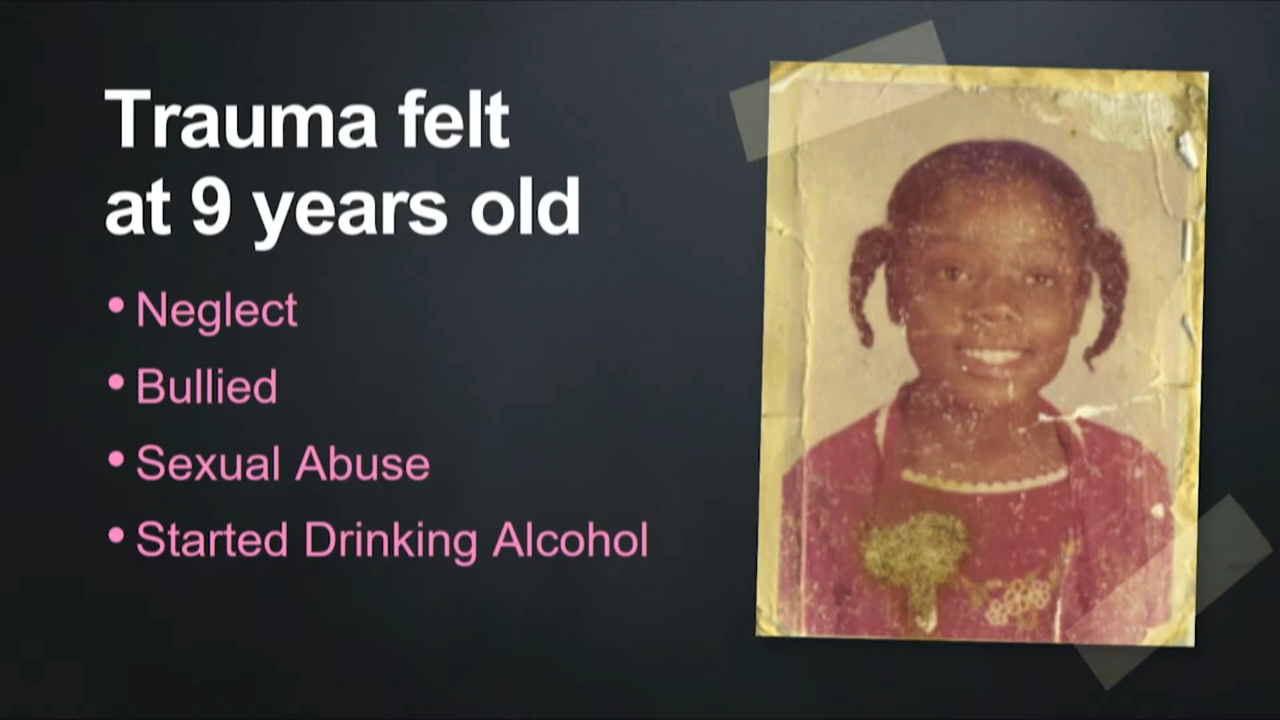 Trauma felt
at 9 years old
• Neglect
• Bullied
• Sexual Abuse
• Started Drinking Alcohol